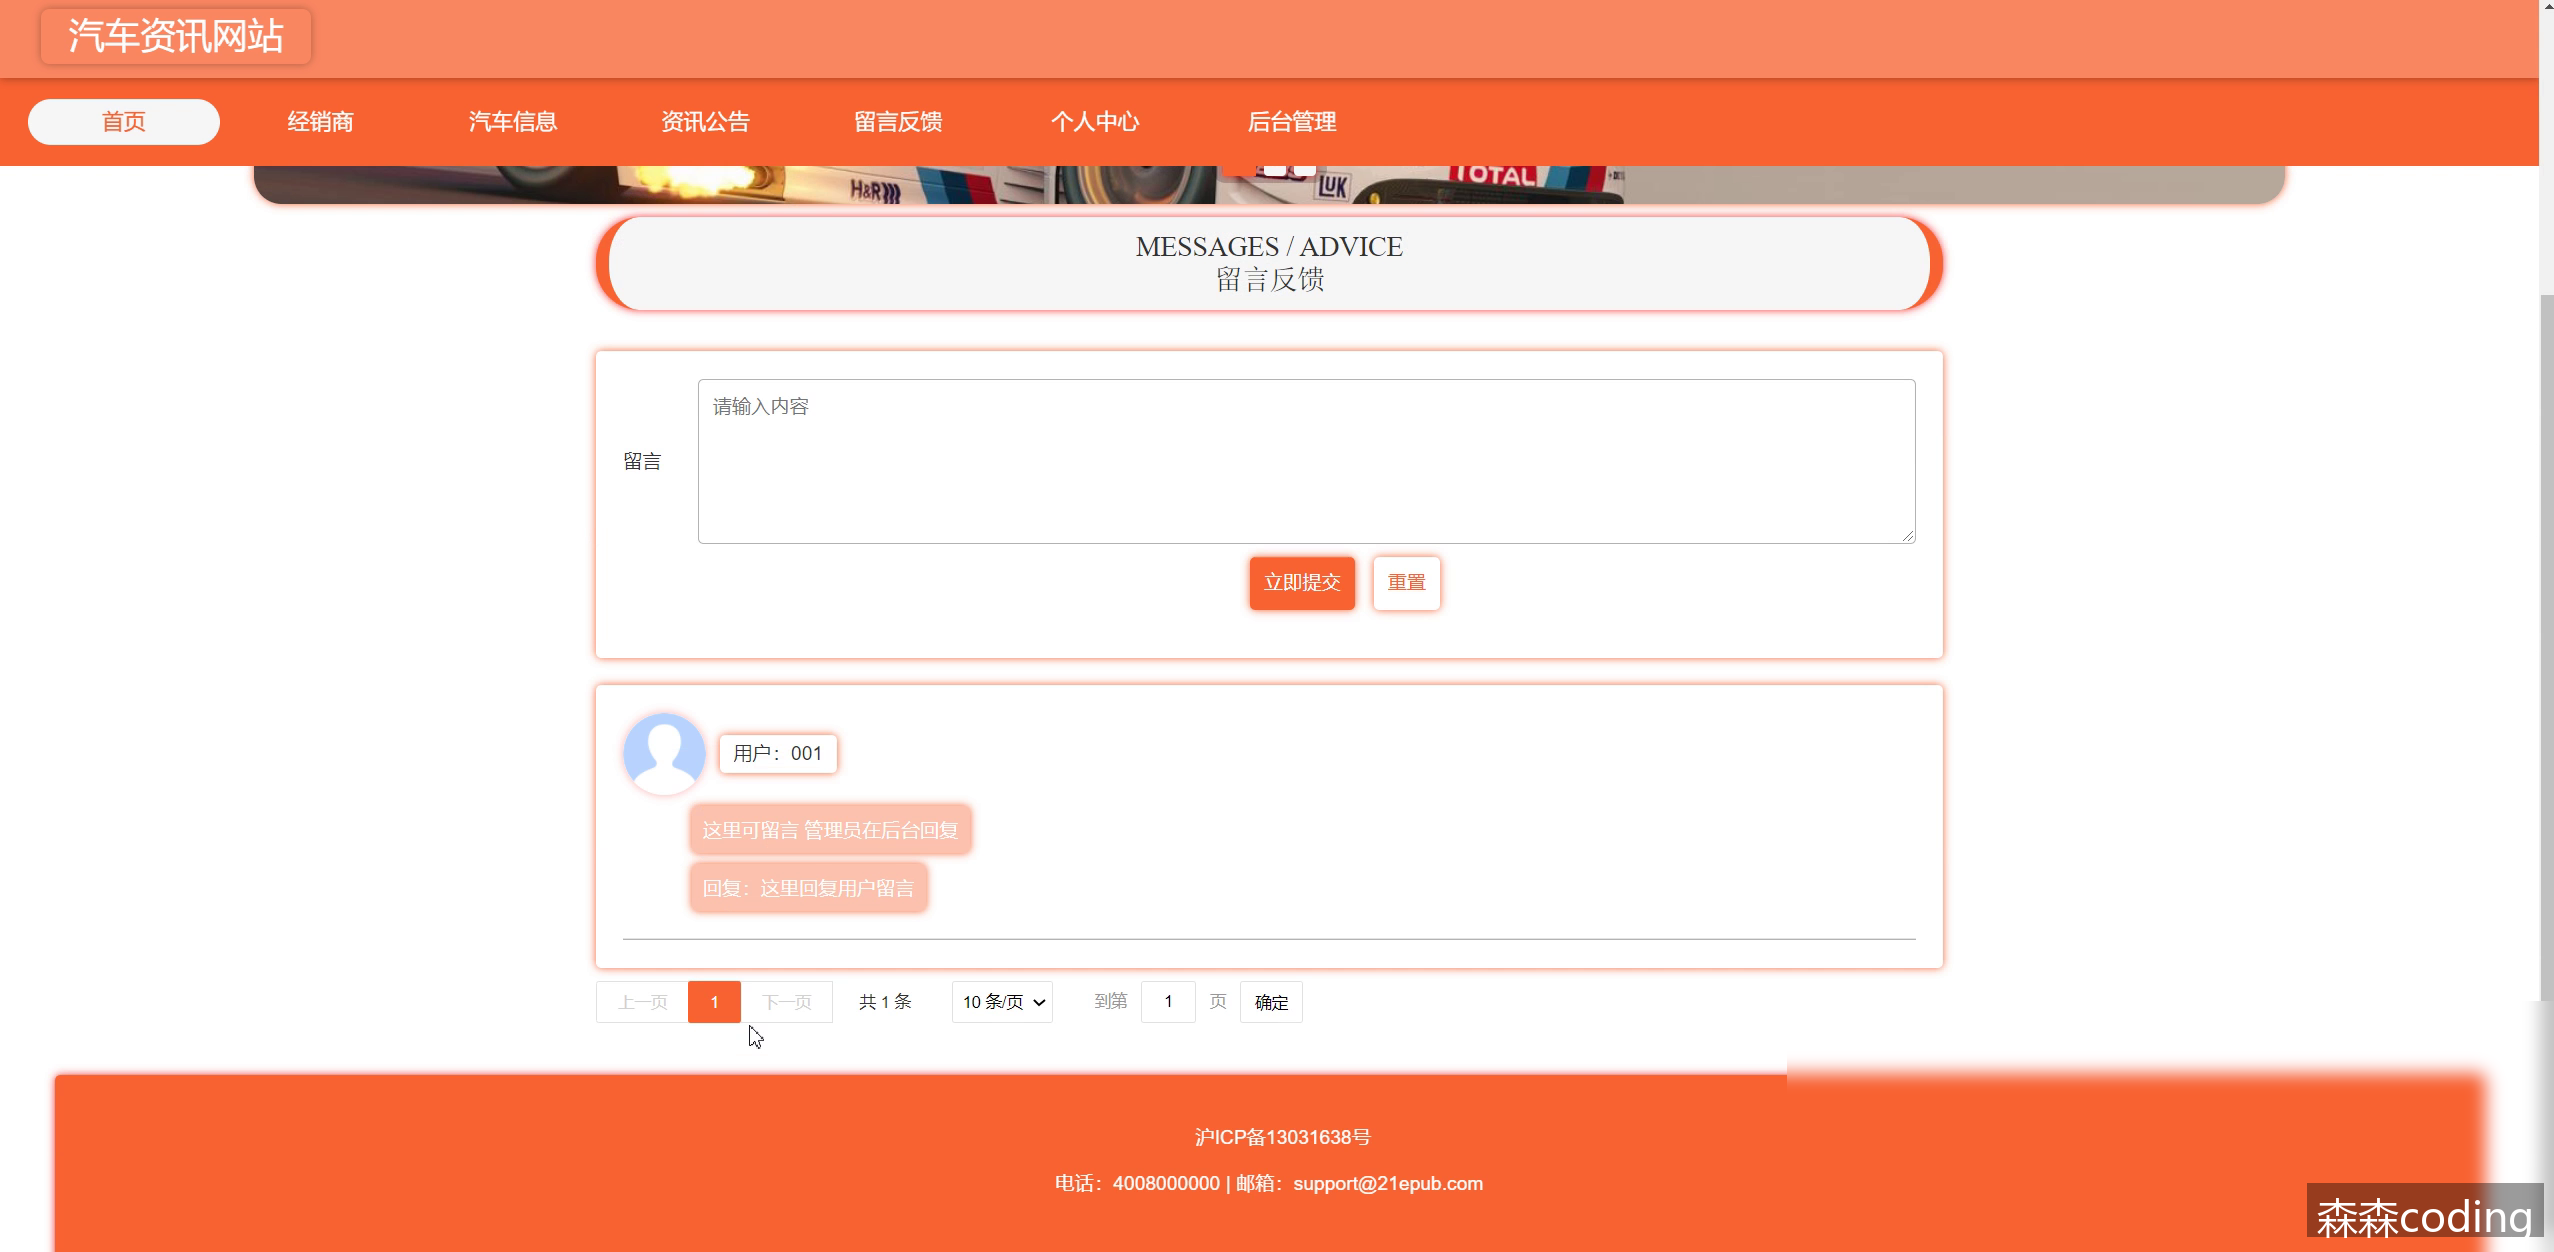 汽车资讯网站
首页 经销商 汽车信息 资讯公告 留言反馈 个人中心 后台管理
H&R
LUK
TOTAL
MESSAGES / ADVICE
留言反馈
请输入内容
留言
立即提交 重置
用户：001
这里可留言 管理员在后台回复
回复：这里回复用户留言
上一页 1 下一页 共 1 条 10 条/页 到第 1 页 确定
沪ICP备13031638号
电话：4008000000 | 邮箱：support@21epub.com
森森coding